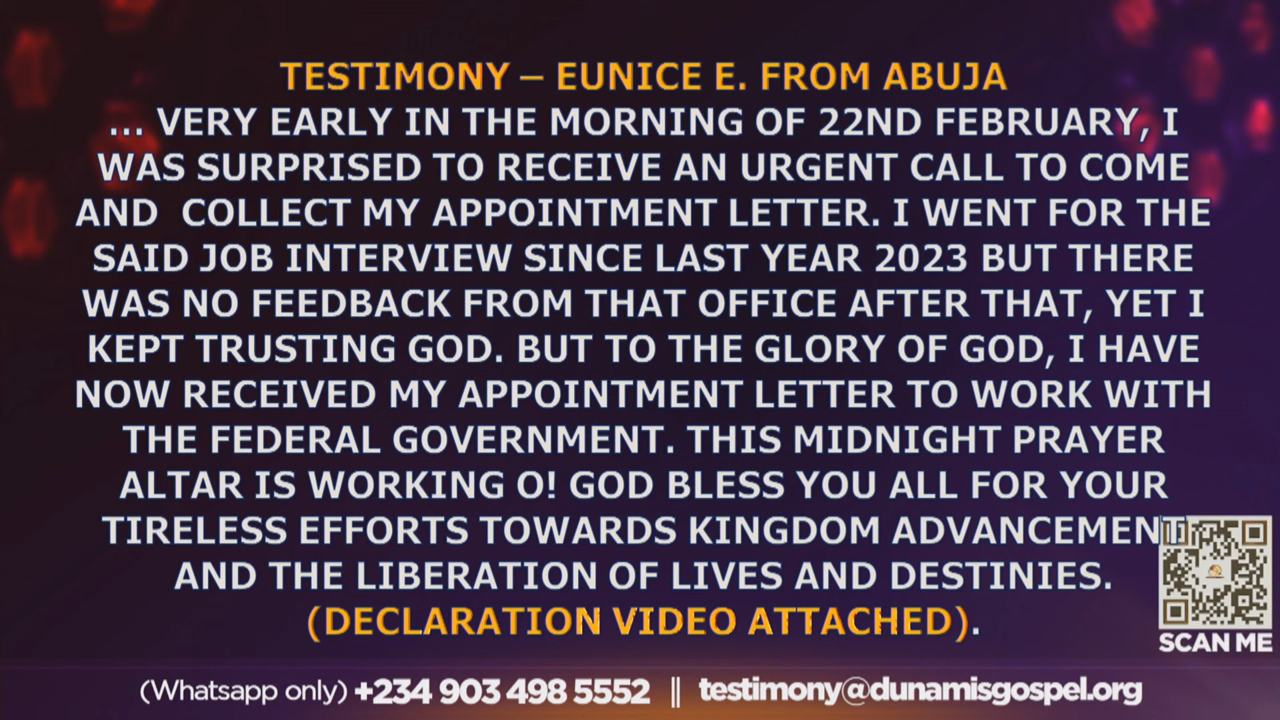 TESTIMONY – EUNICE E. FROM ABUJA
... VERY EARLY IN THE MORNING OF 22ND FEBRUARY, I
WAS SURPRISED TO RECEIVE AN URGENT CALL TO COME
AND COLLECT MY APPOINTMENT LETTER. I WENT FOR THE
SAID JOB INTERVIEW SINCE LAST YEAR 2023 BUT THERE
WAS NO FEEDBACK FROM THAT OFFICE AFTER THAT, YET I
KEPT TRUSTING GOD. BUT TO THE GLORY OF GOD, I HAVE
NOW RECEIVED MY APPOINTMENT LETTER TO WORK WITH
THE FEDERAL GOVERNMENT. THIS MIDNIGHT PRAYER
ALTAR IS WORKING O! GOD BLESS YOU ALL FOR YOUR
TIRELESS EFFORTS TOWARDS KINGDOM ADVANCEMENT
AND THE LIBERATION OF LIVES AND DESTINIES.
(DECLARATION VIDEO ATTACHED).
SCAN ME
(Whatsapp only) +234 903 498 5552 || testimony@dunamisgospel.org